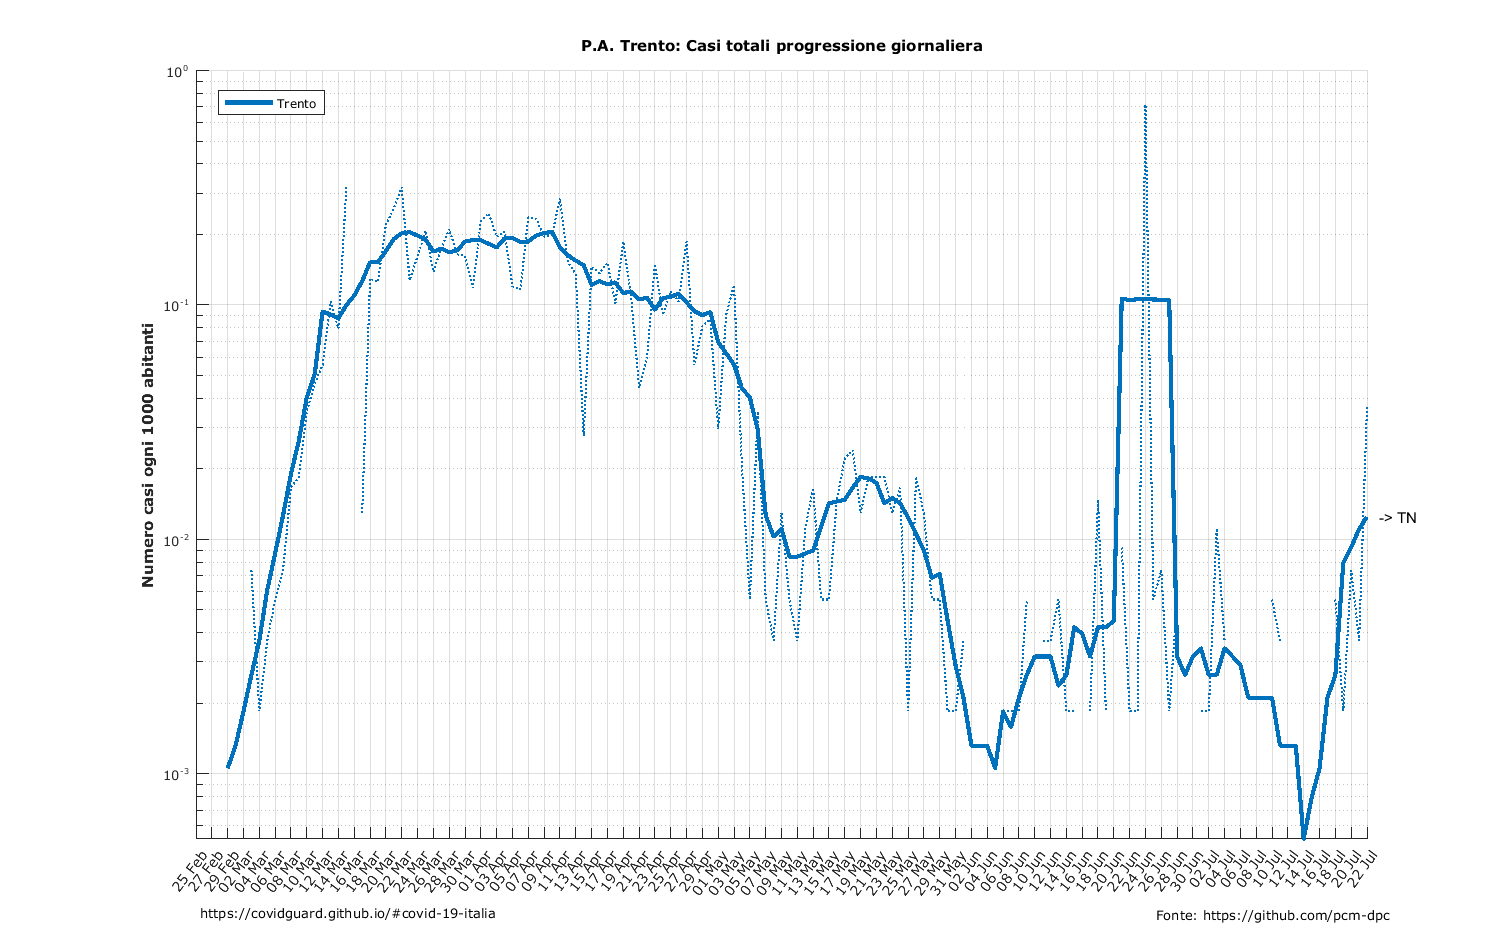 P.A. Trento: Casi totali progressione giornaliera
Trento
Numero casi ogni 1000 abitanti
10⁰
10⁻¹
10⁻²
10⁻³
-> TN
25 Feb
27 Feb
29 Feb
02 Mar
04 Mar
06 Mar
08 Mar
10 Mar
12 Mar
14 Mar
16 Mar
18 Mar
20 Mar
22 Mar
24 Mar
26 Mar
28 Mar
30 Mar
01 Apr
03 Apr
05 Apr
07 Apr
09 Apr
11 Apr
13 Apr
15 Apr
17 Apr
19 Apr
21 Apr
23 Apr
25 Apr
27 Apr
29 Apr
01 May
03 May
05 May
07 May
09 May
11 May
13 May
15 May
17 May
19 May
21 May
23 May
25 May
27 May
29 May
31 May
02 Jun
04 Jun
06 Jun
08 Jun
10 Jun
12 Jun
14 Jun
16 Jun
18 Jun
20 Jun
22 Jun
24 Jun
26 Jun
28 Jun
30 Jun
02 Jul
04 Jul
06 Jul
08 Jul
10 Jul
12 Jul
14 Jul
16 Jul
18 Jul
20 Jul
22 Jul
https://covidguard.github.io/#covid-19-italia
Fonte: https://github.com/pcm-dpc